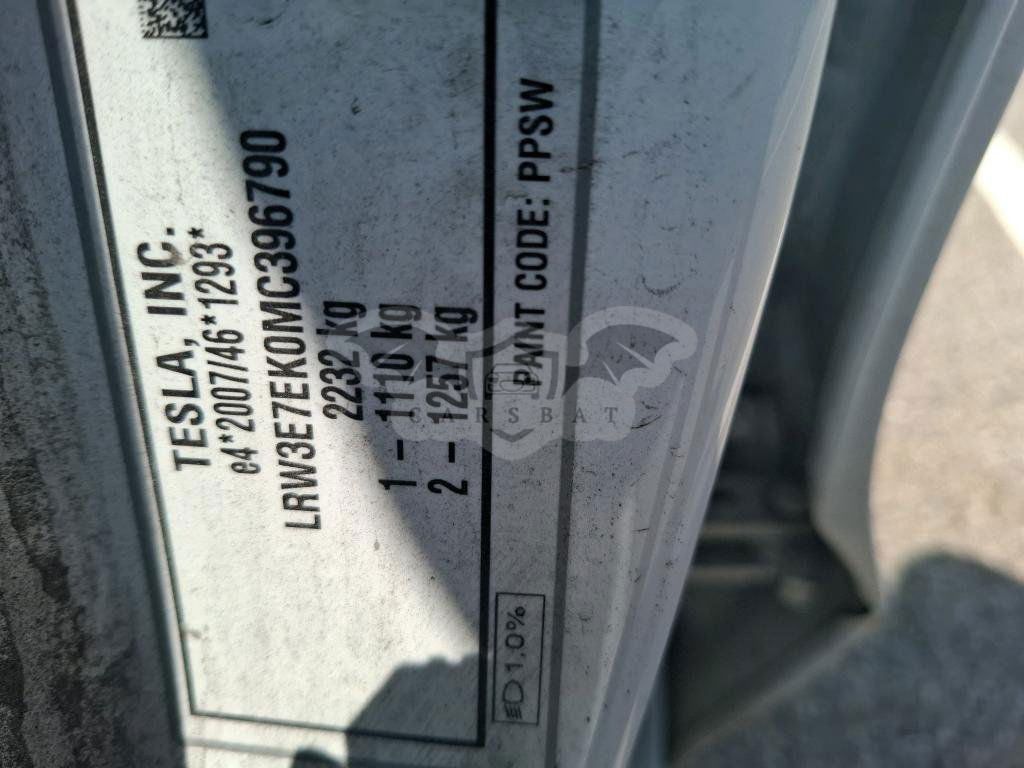 TESLA, INC.
e4*2007/46*1293*
LRW3E7EK0MC396790
2232 kg
1 – 1110 kg
2 – 1257 kg
PAINT CODE: PPSW
1.0%
CARSBAT